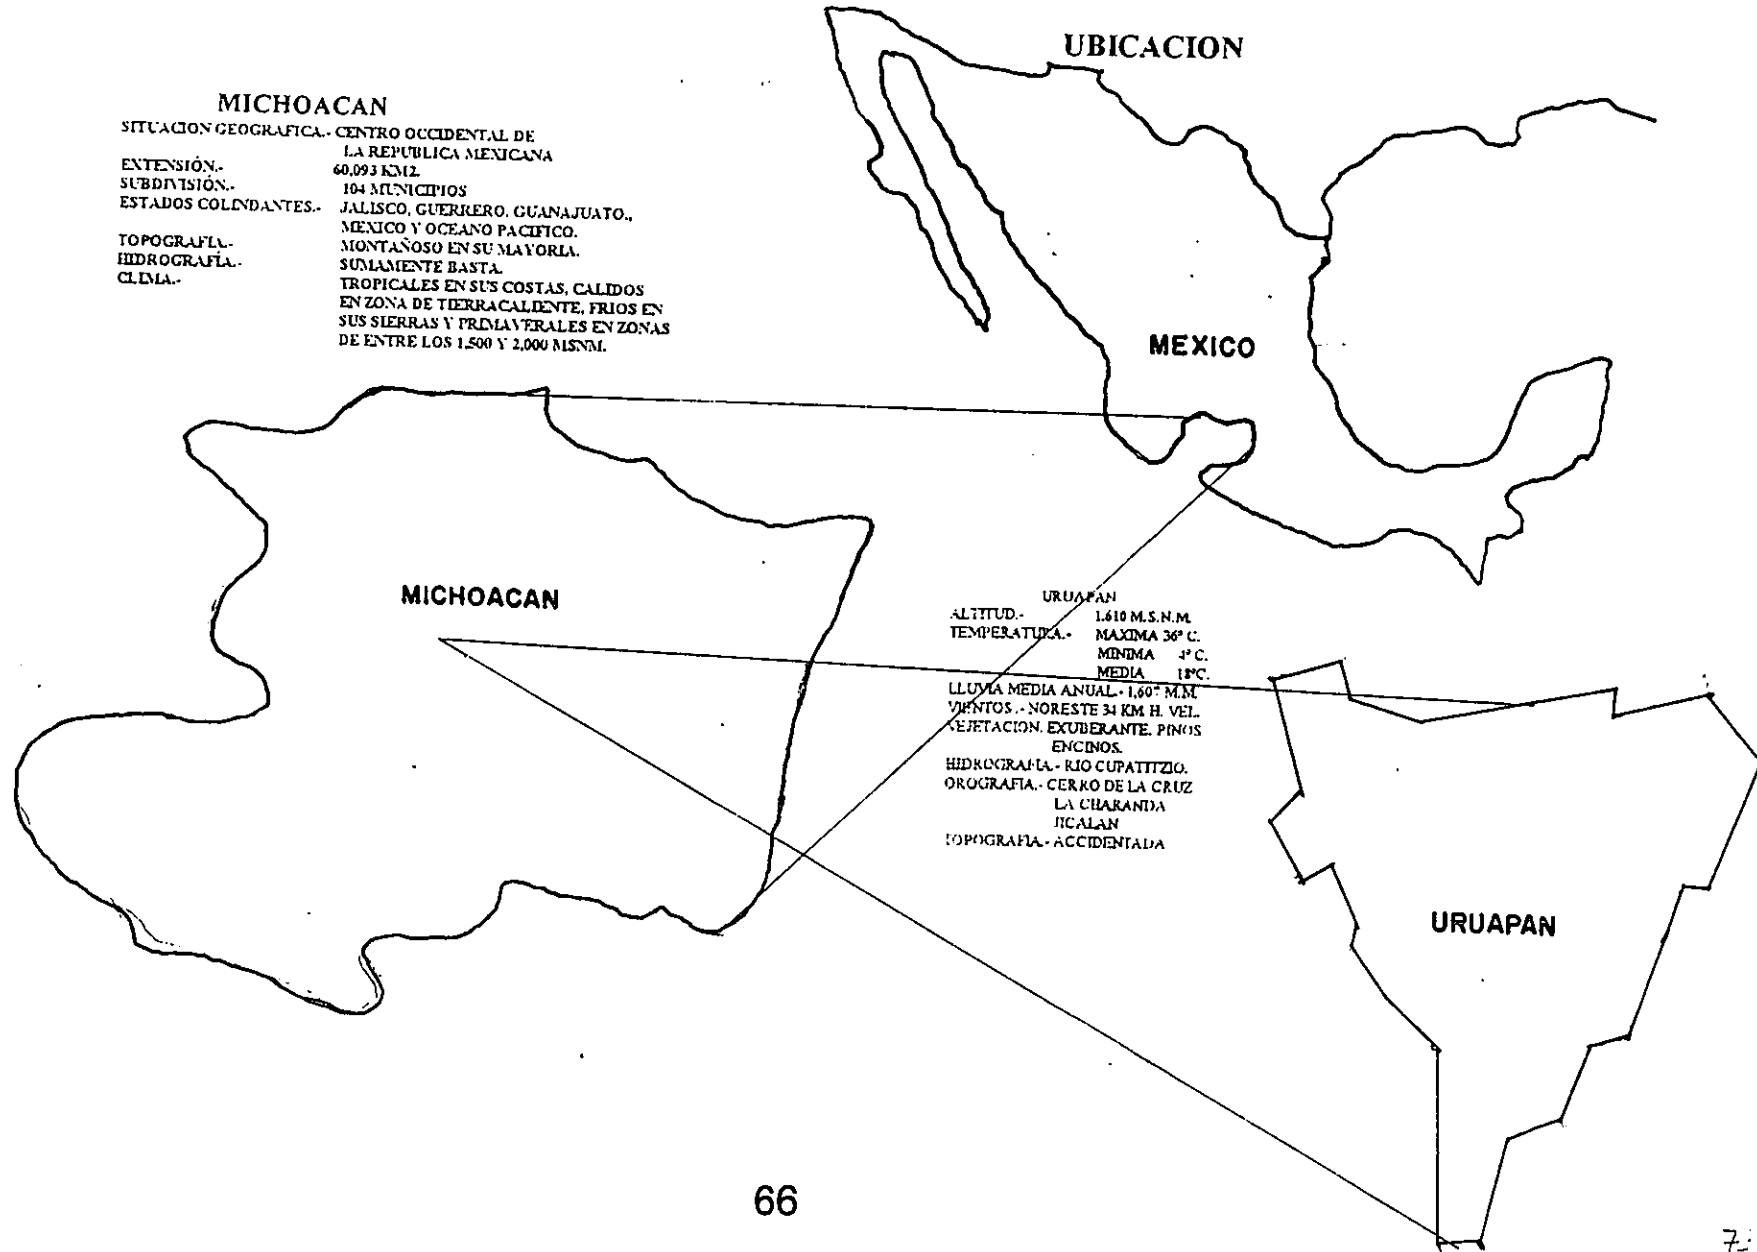 UBICACION
MICHOACAN
SITUACION GEOGRAFICA.- CENTRO OCCIDENTAL DE
LA REPUBLICA MEXICANA
EXTENSIÓN.- 60,093 KM2.
SUBDIVISIÓN.- 104 MUNICIPIOS
ESTADOS COLINDANTES.- JALISCO, GUERRERO, GUANAJUATO.,
MEXICO Y OCEANO PACIFICO.
TOPOGRAFIA.- MONTAÑOSO EN SU MAYORIA.
HIDROGRAFÍA.- SUMAMENTE BASTA.
CLIMA.- TROPICALES EN SUS COSTAS, CALIDOS
EN ZONA DE TIERRACALIENTE, FRIOS EN
SUS SIERRAS Y PRIMAVERALES EN ZONAS
DE ENTRE LOS 1,500 Y 2,000 MSNM.
MEXICO
MICHOACAN
URUAPAN
ALTITUD.- 1,610 M.S.N.M.
TEMPERATURA.- MAXIMA 36° C.
MINIMA 4° C.
MEDIA 18°C.
LLUVIA MEDIA ANUAL.- 1,607 M.M.
VIENTOS.- NORESTE 34 KM. H. VEL.
VEJETACION. EXUBERANTE. PINOS
ENCINOS.
HIDROGRAFIA.- RIO CUPATITZIO.
OROGRAFIA.- CERRO DE LA CRUZ
LA CHARANDA
JICALAN
TOPOGRAFIA.- ACCIDENTADA
URUAPAN
66